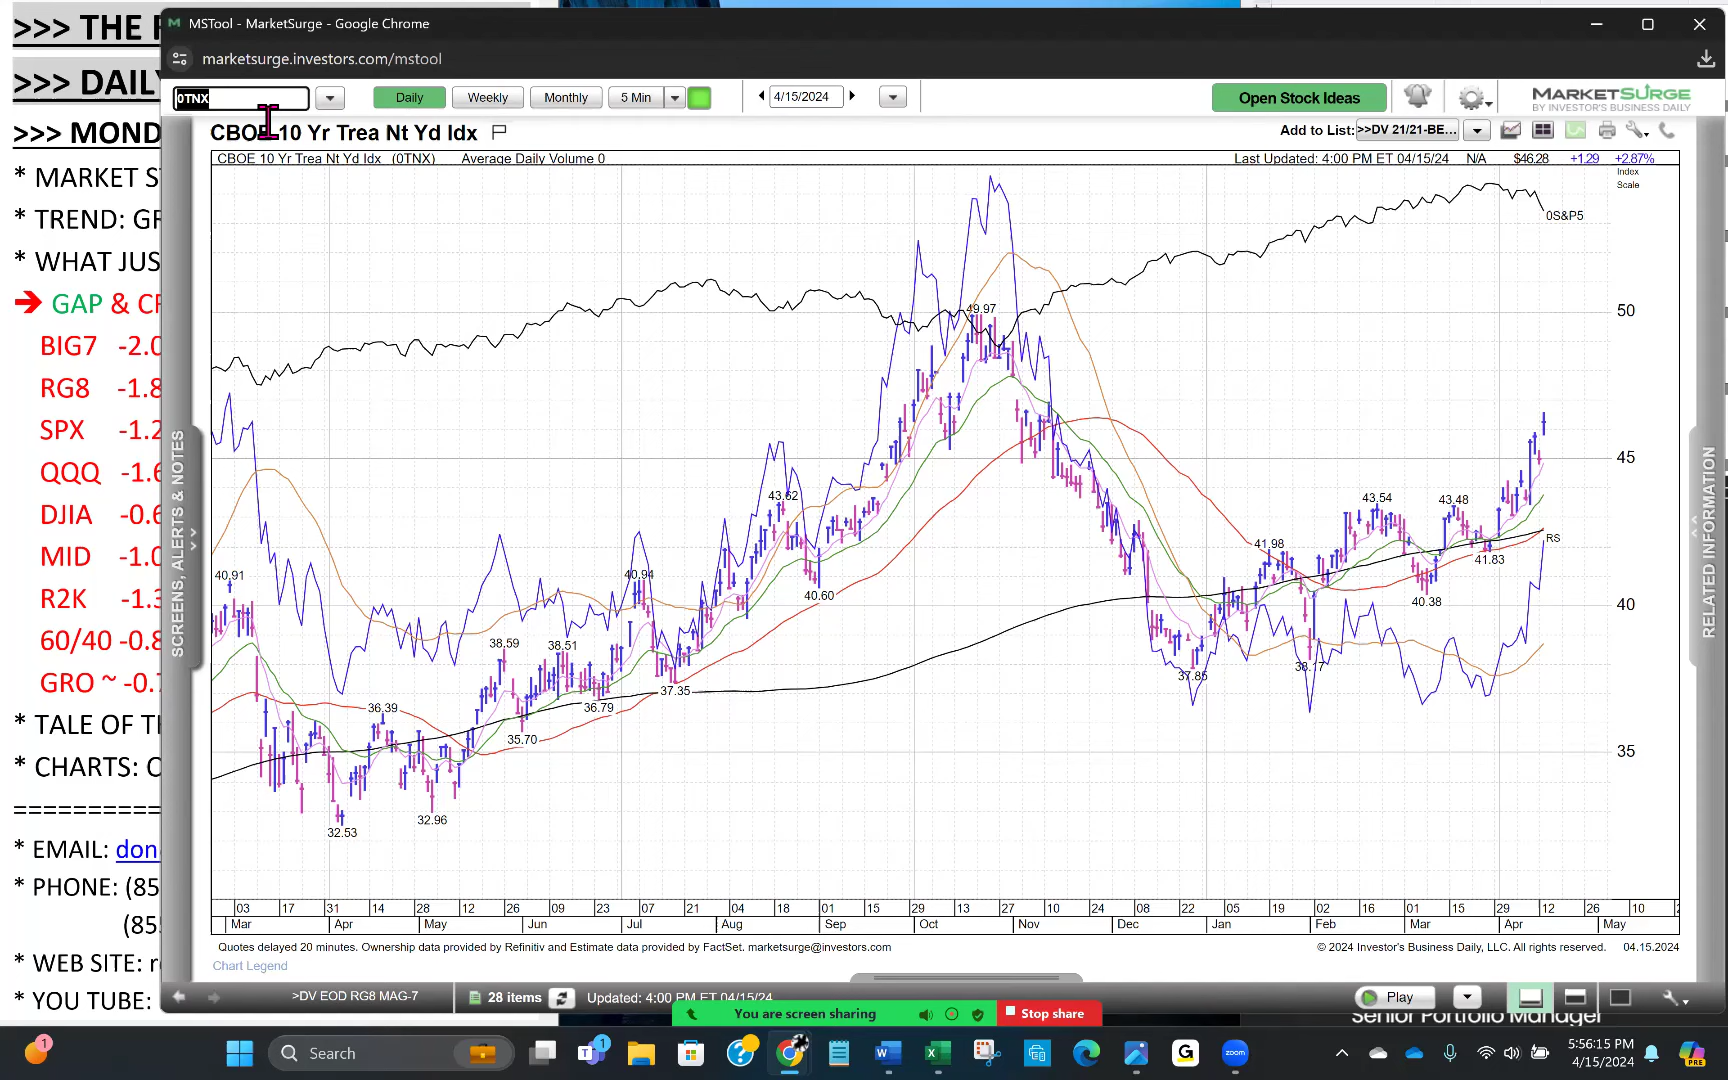 >>> THE
>>> DAILY
>>> MOND
* MARKET S
* TREND: GR
* WHAT JUS
➔ GAP & CR
BIG7 -2.0
RG8 -1.8
SPX -1.2
QQQ -1.6
DJIA -0.6
MID -1.0
R2K -1.3
60/40 -0.8
GRO ~ -0.7
* TALE OF TH
* CHARTS: C
* EMAIL: don
* PHONE: (85
(855
* WEB SITE: r
* YOU TUBE:
MSTool - MarketSurge - Google Chrome
marketsurge.investors.com/mstool
0TNX
Daily
Weekly
Monthly
5 Min
4/15/2024
Open Stock Ideas
MARKETSURGE
BY INVESTOR'S BUSINESS DAILY
CBOE 10 Yr Trea Nt Yd Idx
Add to List: >>DV 21/21-BE...
CBOE 10 Yr Trea Nt Yd Idx (0TNX) Average Daily Volume 0
Last Updated: 4:00 PM ET 04/15/24 N/A $46.28 +1.29 +2.87%
Index
Scale
0S&P5
50
45
40
35
RS
49.97
43.62
43.54
43.48
41.98
41.83
40.91
40.94
40.60
40.38
38.59
38.51
38.17
37.85
37.35
36.79
36.39
35.70
32.53
32.96
03 17 31 14 28 12 26 09 23 07 21 04 18 01 15 29 13 27 10 24 08 22 05 19 02 16 01 15 29 12 26 10
Mar Apr May Jun Jul Aug Sep Oct Nov Dec Jan Feb Mar Apr May
Quotes delayed 20 minutes. Ownership data provided by Refinitiv and Estimate data provided by FactSet. marketsurge@investors.com
© 2024 Investor's Business Daily, LLC. All rights reserved. 04.15.2024
Chart Legend
SCREENS, ALERTS & NOTES
RELATED INFORMATION
>DV EOD RG8 MAG-7
28 items
Updated: 4:00 PM ET 04/15/24
Play
You are screen sharing
Stop share
Senior Portfolio Manager
1
Search
1
zoom
5:56:15 PM
4/15/2024
PRE